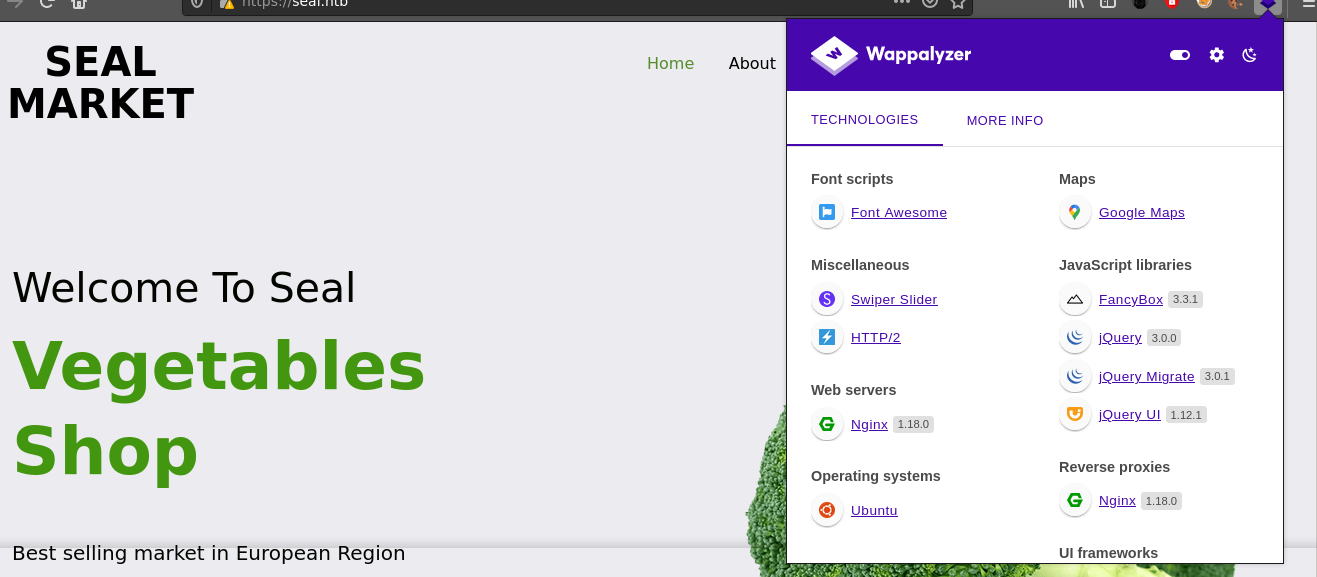 https://seal.htb
SEAL
MARKET
Home About
Welcome To Seal
Vegetables
Shop
Best selling market in European Region
Wappalyzer
TECHNOLOGIES MORE INFO
Font scripts
Font Awesome
Miscellaneous
Swiper Slider
HTTP/2
Web servers
Nginx 1.18.0
Operating systems
Ubuntu
Maps
Google Maps
JavaScript libraries
FancyBox 3.3.1
jQuery 3.0.0
jQuery Migrate 3.0.1
jQuery UI 1.12.1
Reverse proxies
Nginx 1.18.0
UI frameworks